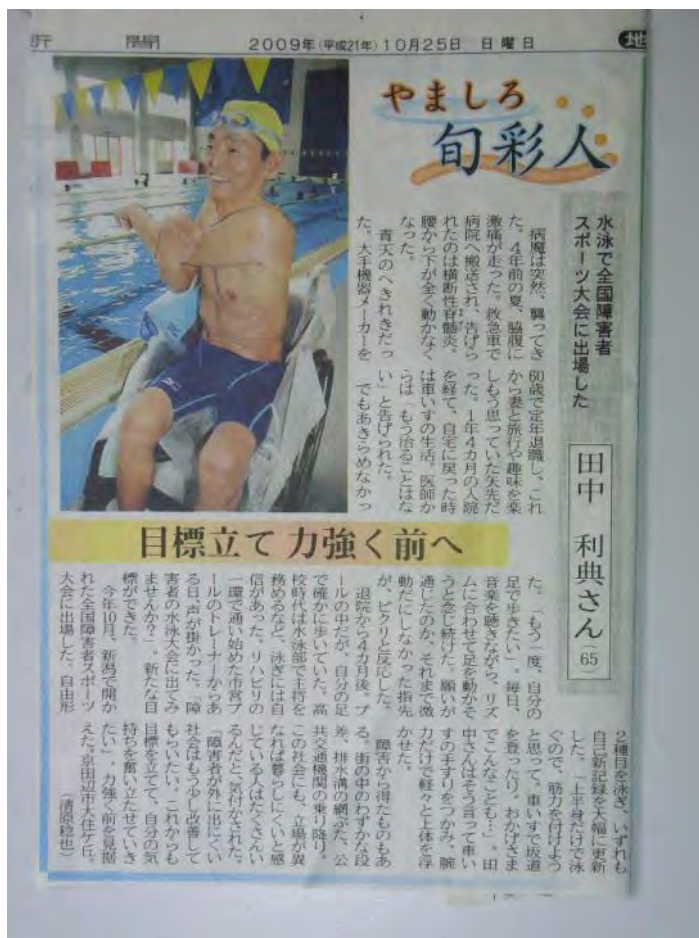 新聞
2009年(平成21年)10月25日 日曜日
地
やましろ
旬彩人
水泳で全国障害者
スポーツ大会に出場した
田中 利典さん(65)
目標立て 力強く前へ
病魔は突然、襲ってき
た。4年前の夏、脇腹に
激痛が走った。救急車で
病院へ搬送され、告げら
れたのは横断性脊髄炎。
腰から下が全く動かなく
なった。
青天のへきれきだっ
た。大手機器メーカーを
60歳で定年退職し、これ
から妻と旅行や趣味を楽
しもう思っていた矢先だ
った。1年4カ月の入院
を経て、自宅に戻った時
は車いすの生活。医師か
らは「もう治ることはな
い」と告げられた。
でもあきらめなかっ
た。「もう一度、自分の
足で歩きたい」。毎日、
音楽を聴きながら、リズ
ムに合わせて足を動かそ
うと念じ続けた。願いが
通じたのか、それまで微
動だにしなかった指先
が、ピクリと反応した。
退院から4カ月後。プ
ールの中だが、自分の足
で確かに歩いていた。高
校時代は水泳部で主将を
務めるなど、泳ぎには自
信があった。リハビリの
一環で通い始めた市営プ
ールのトレーナーからあ
る日、声が掛かった。「障
害者の水泳大会に出てみ
ませんか?」。新たな目
標ができた。
今年10月、新潟で開か
れた全国障害者スポーツ
大会に出場した。自由形
2種目を泳ぎ、いずれも
自己新記録を大幅に更新
した。「上半身だけで泳
ぐので、筋力を付けよう
と思って。車いすで坂道
を登ったり。おかげさま
でこんなことも…」。田
中さんはそう言って車い
すの手すりをつかみ、腕
力だけで軽々と上体を浮
かせた。
障害から得たものもあ
る。街の中のわずかな段
差、排水溝の網ぶた、公
共交通機関の乗り降り。
この社会にも、立場が異
なれば暮らしにくいと感
じている人はたくさんい
るんだと、気付かされた。
「障害者が外に出にくい
社会はもう少し改善して
もらいたい。これからも
目標を立てて、自分の気
持ちを奮い立たせていき
たい」。力強く前を見据
えた。京田辺市大住ケ丘。
(清原稔也)